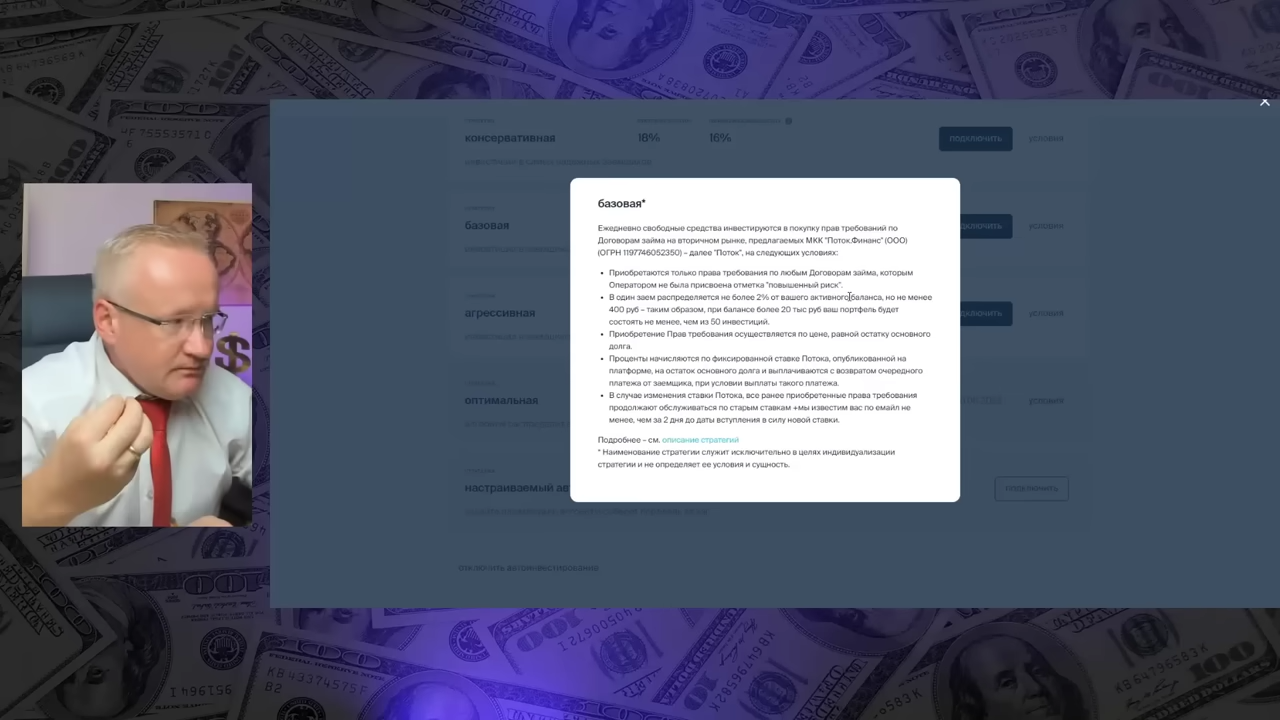 консервативная
18%
16%
подключить
условия
базовая
условия
агрессивная
условия
оптимальная
условия
настраиваемый ав
подключить
отключить автоинвестирование
базовая*
Ежедневно свободные средства инвестируются в покупку прав требований по
Договорам займа на вторичном рынке, предлагаемых МКК "Поток.Финанс" (ООО)
(ОГРН 1197746052350) – далее "Поток", на следующих условиях:
Приобретаются только права требования по любым Договорам займа, которым
Оператором не была присвоена отметка "повышенный риск".
В один заем распределяется не более 2% от вашего активного баланса, но не менее
400 руб – таким образом, при балансе более 20 тыс руб ваш портфель будет
состоять не менее, чем из 50 инвестиций.
Приобретение Прав требования осуществляется по цене, равной остатку основного
долга.
Проценты начисляются по фиксированной ставке Потока, опубликованной на
платформе, на остаток основного долга и выплачиваются с возвратом очередного
платежа от заемщика, при условии выплаты такого платежа.
В случае изменения ставки Потока, все ранее приобретенные права требования
продолжают обслуживаться по старым ставкам +мы известим вас по емайл не
менее, чем за 2 дня до даты вступления в силу новой ставки.
Подробнее – см. описание стратегий
* Наименование стратегии служит исключительно в целях индивидуализации
стратегии и не определяет ее условия и сущность.